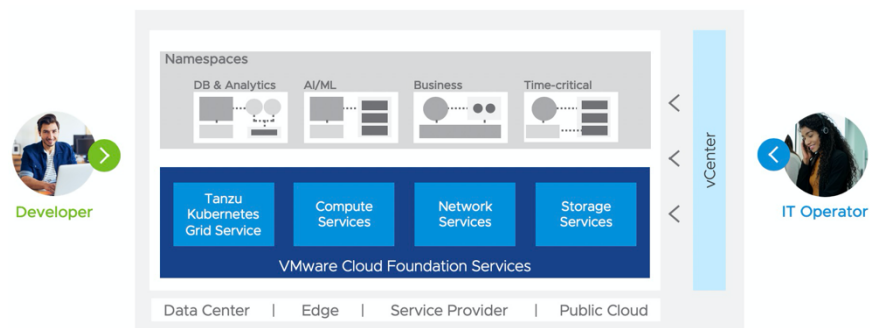 Namespaces
DB & Analytics
AI/ML
Business
Time-critical
Developer
Tanzu
Kubernetes
Grid Service
Compute
Services
Network
Services
Storage
Services
VMware Cloud Foundation Services
vCenter
IT Operator
Data Center | Edge | Service Provider | Public Cloud